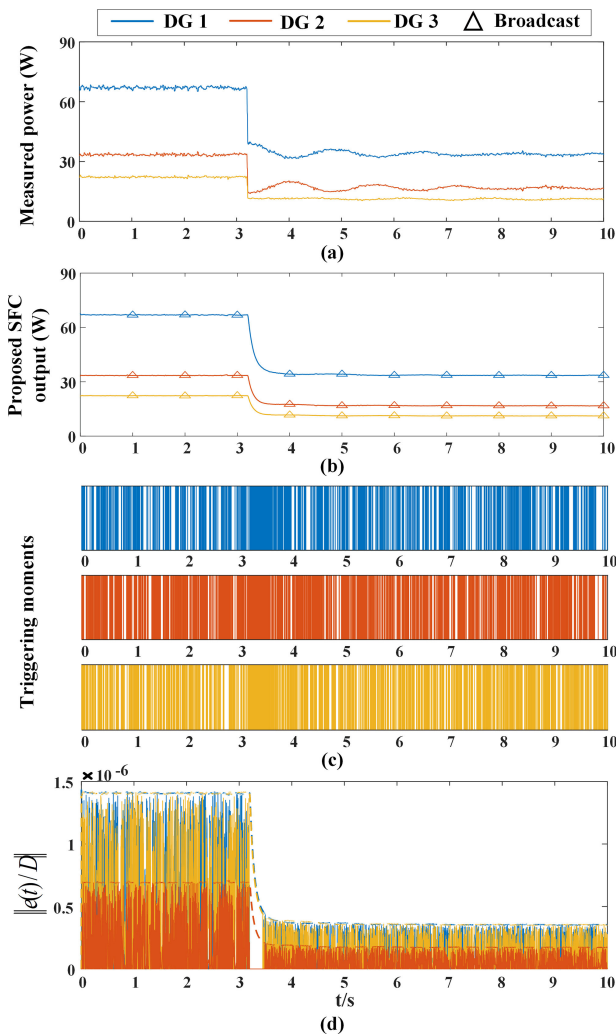 DG 1 DG 2 DG 3 Broadcast
90
60
30
0
Measured power (W)
0 1 2 3 4 5 6 7 8 9 10
(a)
90
60
30
0
Proposed SFC
output (W)
0 1 2 3 4 5 6 7 8 9 10
(b)
Triggering moments
0 1 2 3 4 5 6 7 8 9 10
0 1 2 3 4 5 6 7 8 9 10
0 1 2 3 4 5 6 7 8 9 10
(c)
× 10 -6
1.5
1
0.5
0
||e(t)/D||
0 1 2 3 4 5 6 7 8 9 10
t/s
(d)